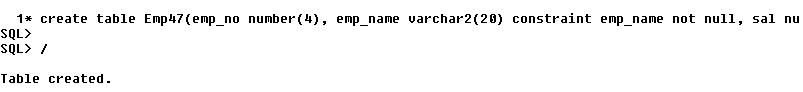 1* create table Emp47(emp_no number(4), emp_name varchar2(20) constraint emp_name not null, sal nu
SQL>
SQL> /
Table created.